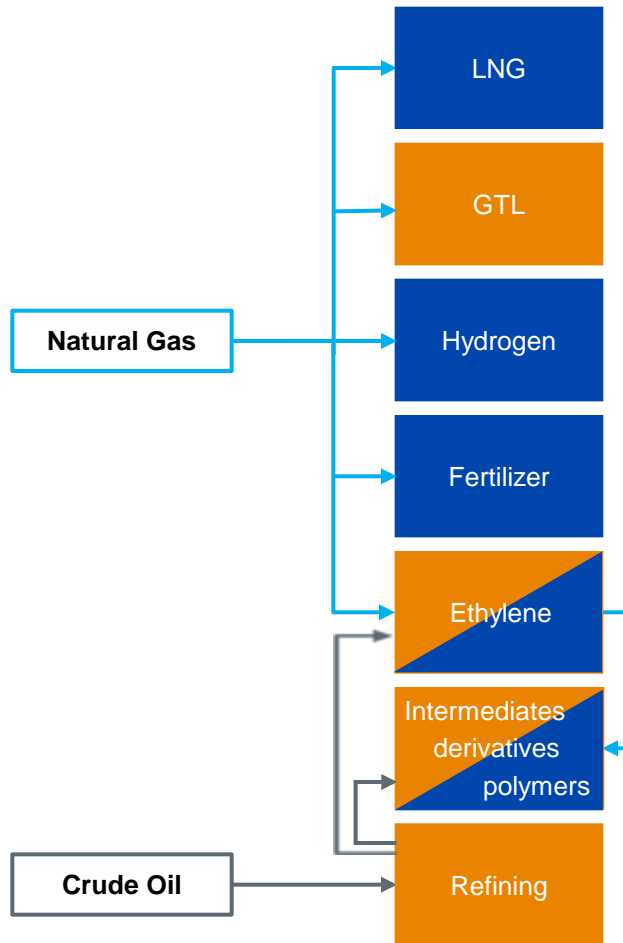 LNG
GTL
Natural Gas
Hydrogen
Fertilizer
Ethylene
Intermediates
derivatives
polymers
Crude Oil
Refining